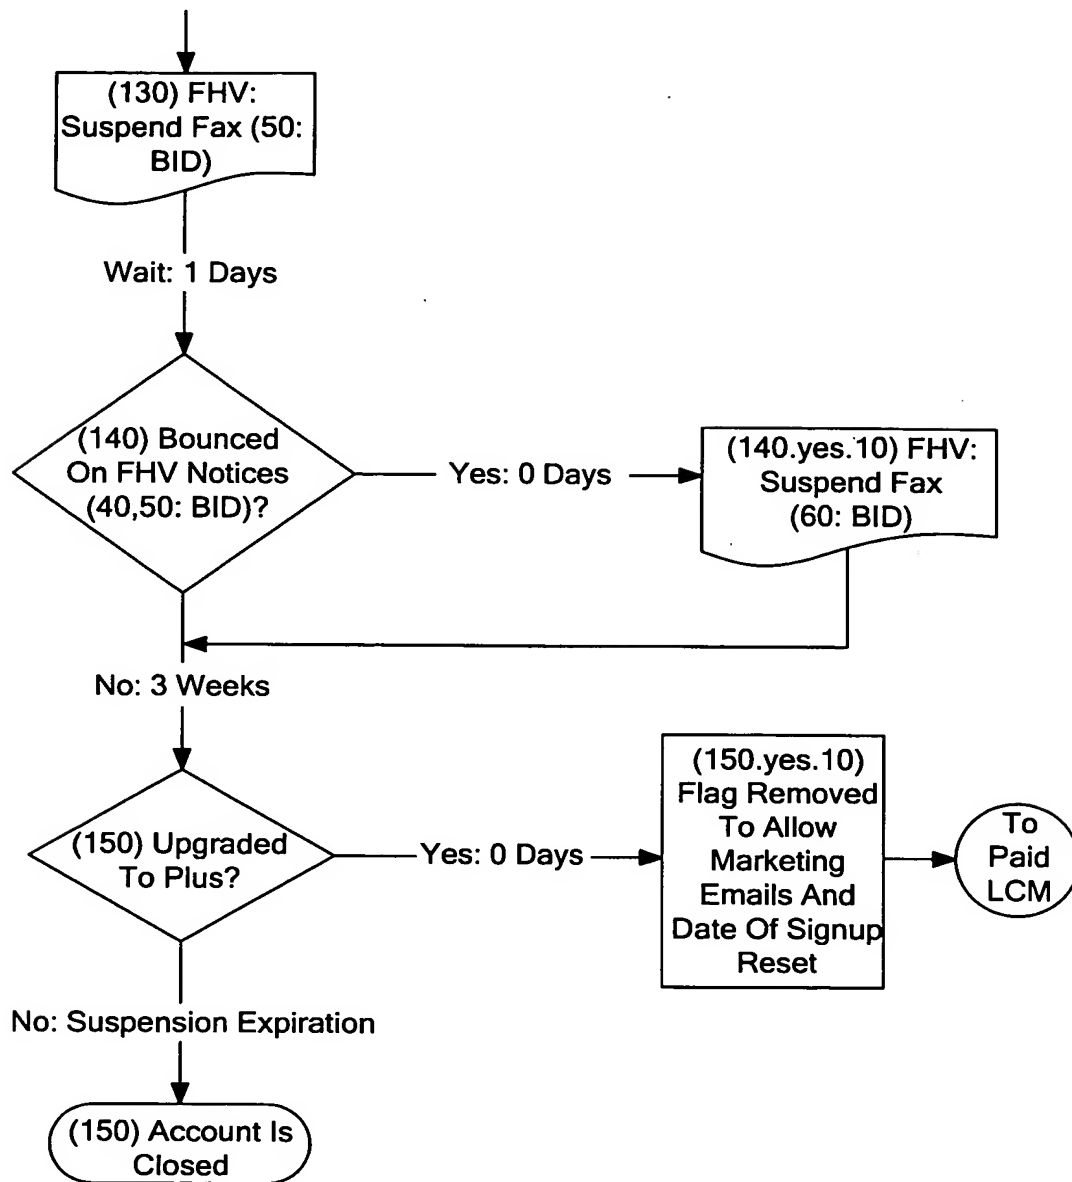 (130) FHV:
Suspend Fax (50:
BID)
Wait: 1 Days
(140) Bounced
On FHV Notices
(40,50: BID)?
Yes: 0 Days
(140.yes.10) FHV:
Suspend Fax
(60: BID)
No: 3 Weeks
(150) Upgraded
To Plus?
Yes: 0 Days
(150.yes.10)
Flag Removed
To Allow
Marketing
Emails And
Date Of Signup
Reset
To
Paid
LCM
No: Suspension Expiration
(150) Account Is
Closed